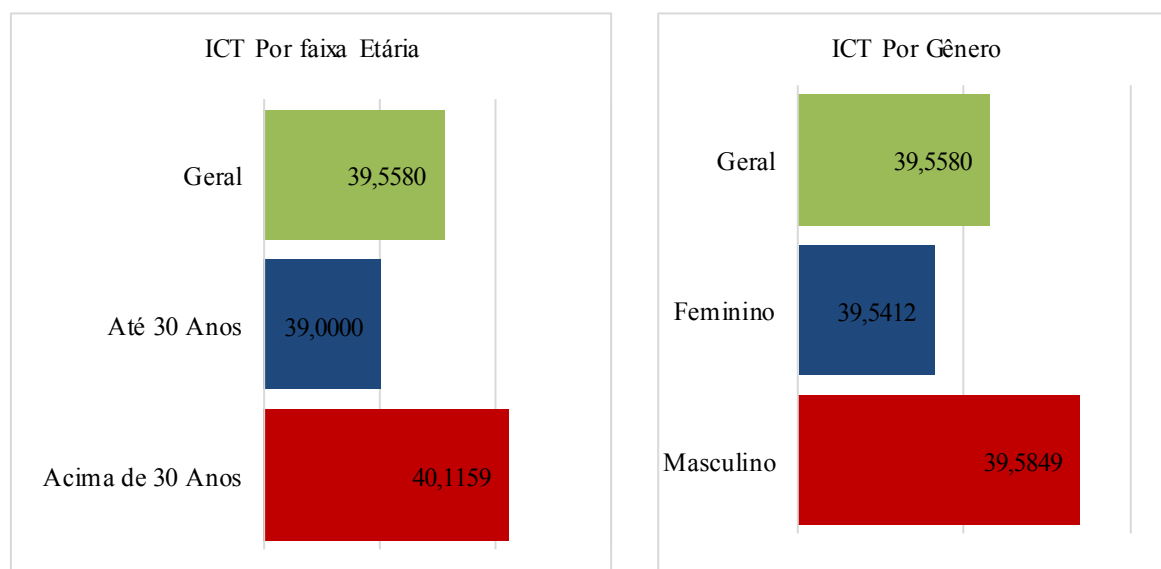 ICT Por faixa Etária
Geral
39,5580
Até 30 Anos
39,0000
Acima de 30 Anos
40,1159
ICT Por Gênero
Geral
39,5580
Feminino
39,5412
Masculino
39,5849